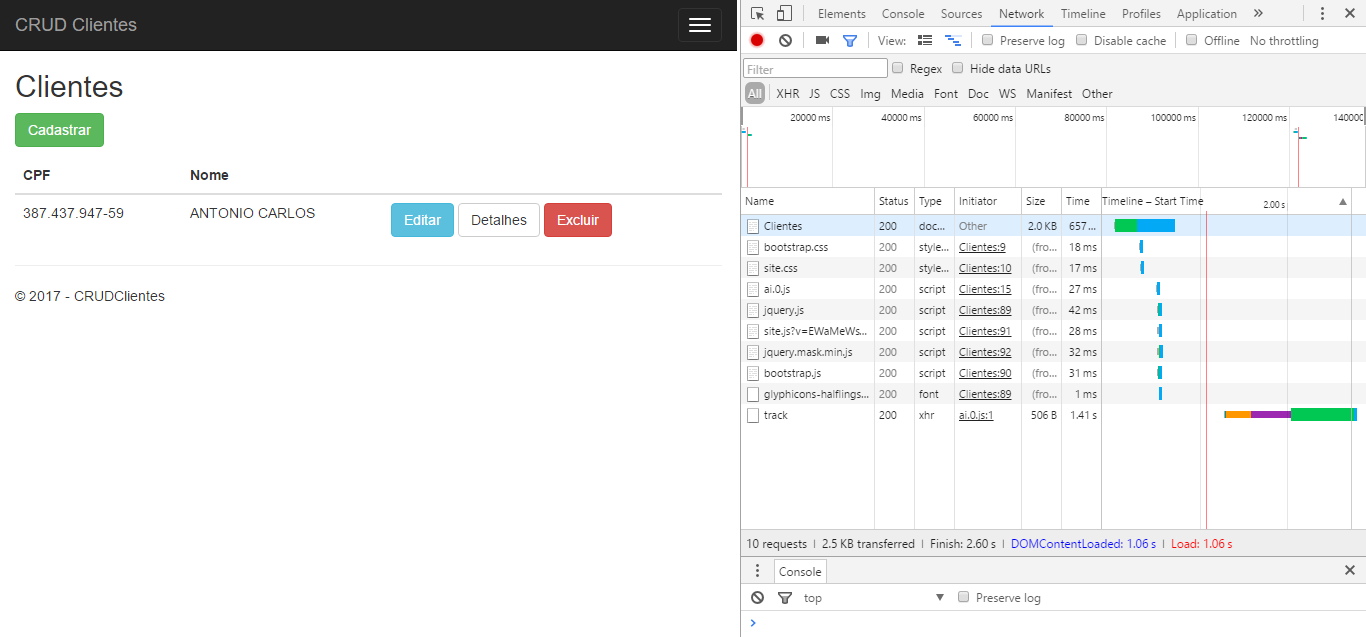 CRUD Clientes
Clientes
Cadastrar
CPF Nome
387.437.947-59 ANTONIO CARLOS Editar Detalhes Excluir
© 2017 - CRUDClientes
Elements Console Sources Network Timeline Profiles Application »
View: Preserve log Disable cache Offline No throttling
Filter Regex Hide data URLs
All XHR JS CSS Img Media Font Doc WS Manifest Other
20000 ms 40000 ms 60000 ms 80000 ms 100000 ms 120000 ms 14000
Name Status Type Initiator Size Time Timeline – Start Time 2.00 s
Clientes 200 doc... Other 2.0 KB 657...
bootstrap.css 200 style... Clientes:9 (fro... 18 ms
site.css 200 style... Clientes:10 (fro... 17 ms
ai.0.js 200 script Clientes:15 (fro... 27 ms
jquery.js 200 script Clientes:89 (fro... 42 ms
site.js?v=EWaMeWs... 200 script Clientes:91 (fro... 28 ms
jquery.mask.min.js 200 script Clientes:92 (fro... 32 ms
bootstrap.js 200 script Clientes:90 (fro... 31 ms
glyphicons-halflings... 200 font Clientes:89 (fro... 1 ms
track 200 xhr ai.0.js:1 506 B 1.41 s
10 requests | 2.5 KB transferred | Finish: 2.60 s | DOMContentLoaded: 1.06 s | Load: 1.06 s
Console
top Preserve log